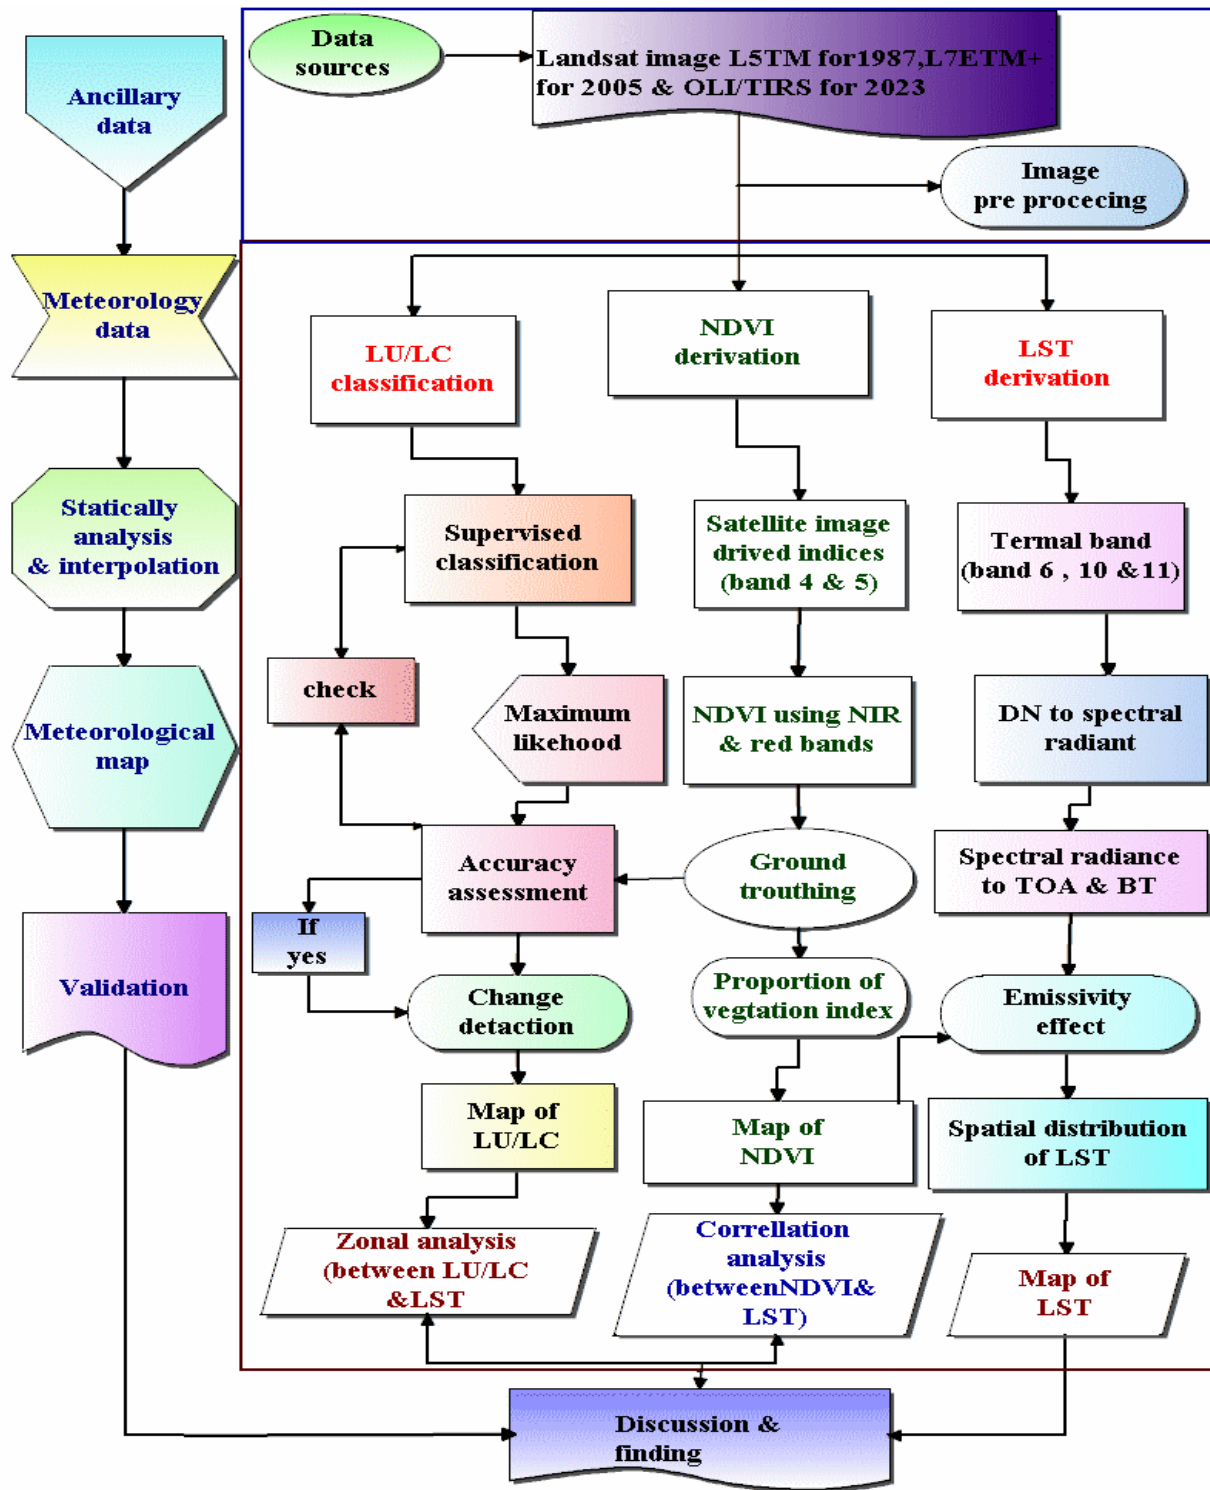 Data
sources
Landsat image L5TM for1987,L7ETM+
for 2005 & OLI/TIRS for 2023
Image
pre procecing
Ancillary
data
Meteorology
data
Statically
analysis
& interpolation
Meteorological
map
Validation
LU/LC
classification
Supervised
classification
check
Maximum
likehood
Accuracy
assessment
If
yes
Change
detaction
Map of
LU/LC
Zonal analysis
(between LU/LC
&LST
NDVI
derivation
Satellite image
drived indices
(band 4 & 5)
NDVI using NIR
& red bands
Ground
trouthing
Proportion of
vegtation index
Map of
NDVI
Correllation
analysis
(betweenNDVI&
LST)
LST
derivation
Termal band
(band 6 , 10 &11)
DN to spectral
radiant
Spectral radiance
to TOA & BT
Emissivity
effect
Spatial distribution
of LST
Map of
LST
Discussion &
finding